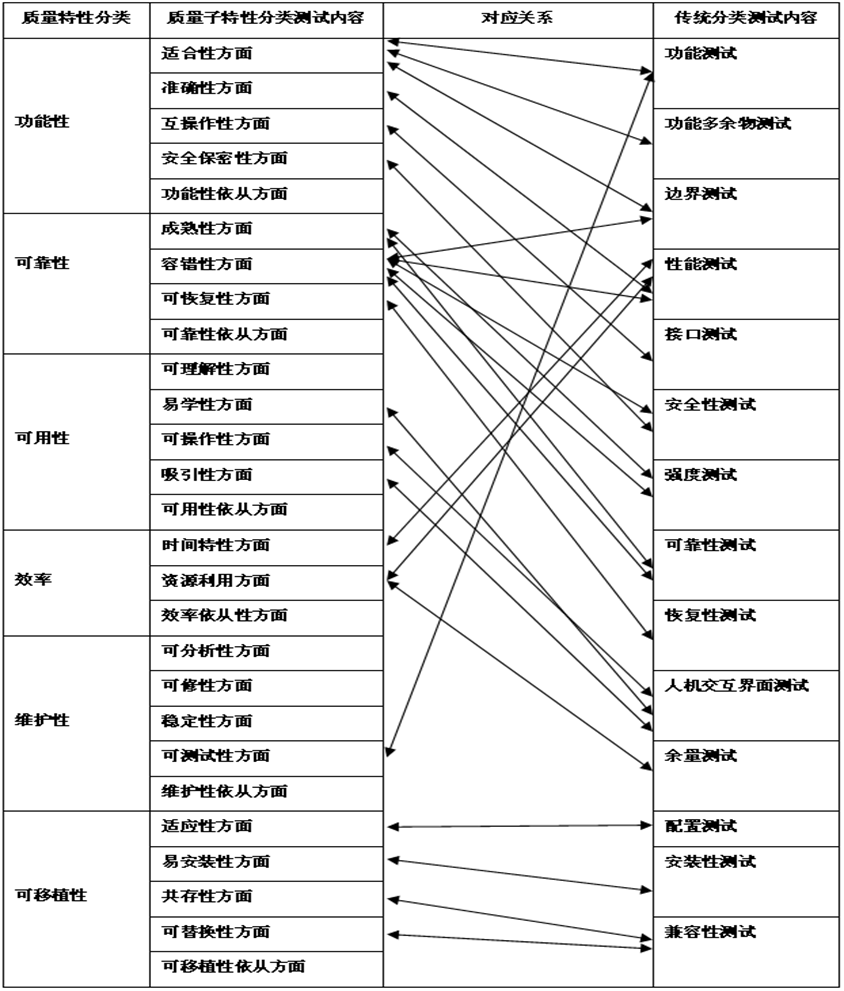 质量特性分类 质量子特性分类测试内容 对应关系 传统分类测试内容
适合性方面 功能测试
准确性方面
功能性 互操作性方面 功能多余物测试
安全保密性方面
功能性依从方面 边界测试
成熟性方面
可靠性 容错性方面 性能测试
可恢复性方面
可靠性依从方面 接口测试
可理解性方面
易学性方面 安全性测试
可用性 可操作性方面
吸引性方面 强度测试
可用性依从方面
时间特性方面 可靠性测试
效率 资源利用方面
效率依从性方面 恢复性测试
可分析性方面
可修性方面 人机交互界面测试
维护性 稳定性方面
可测试性方面 余量测试
维护性依从方面
适应性方面 配置测试
易安装性方面 安装性测试
可移植性 共存性方面
可替换性方面 兼容性测试
可移植性依从方面